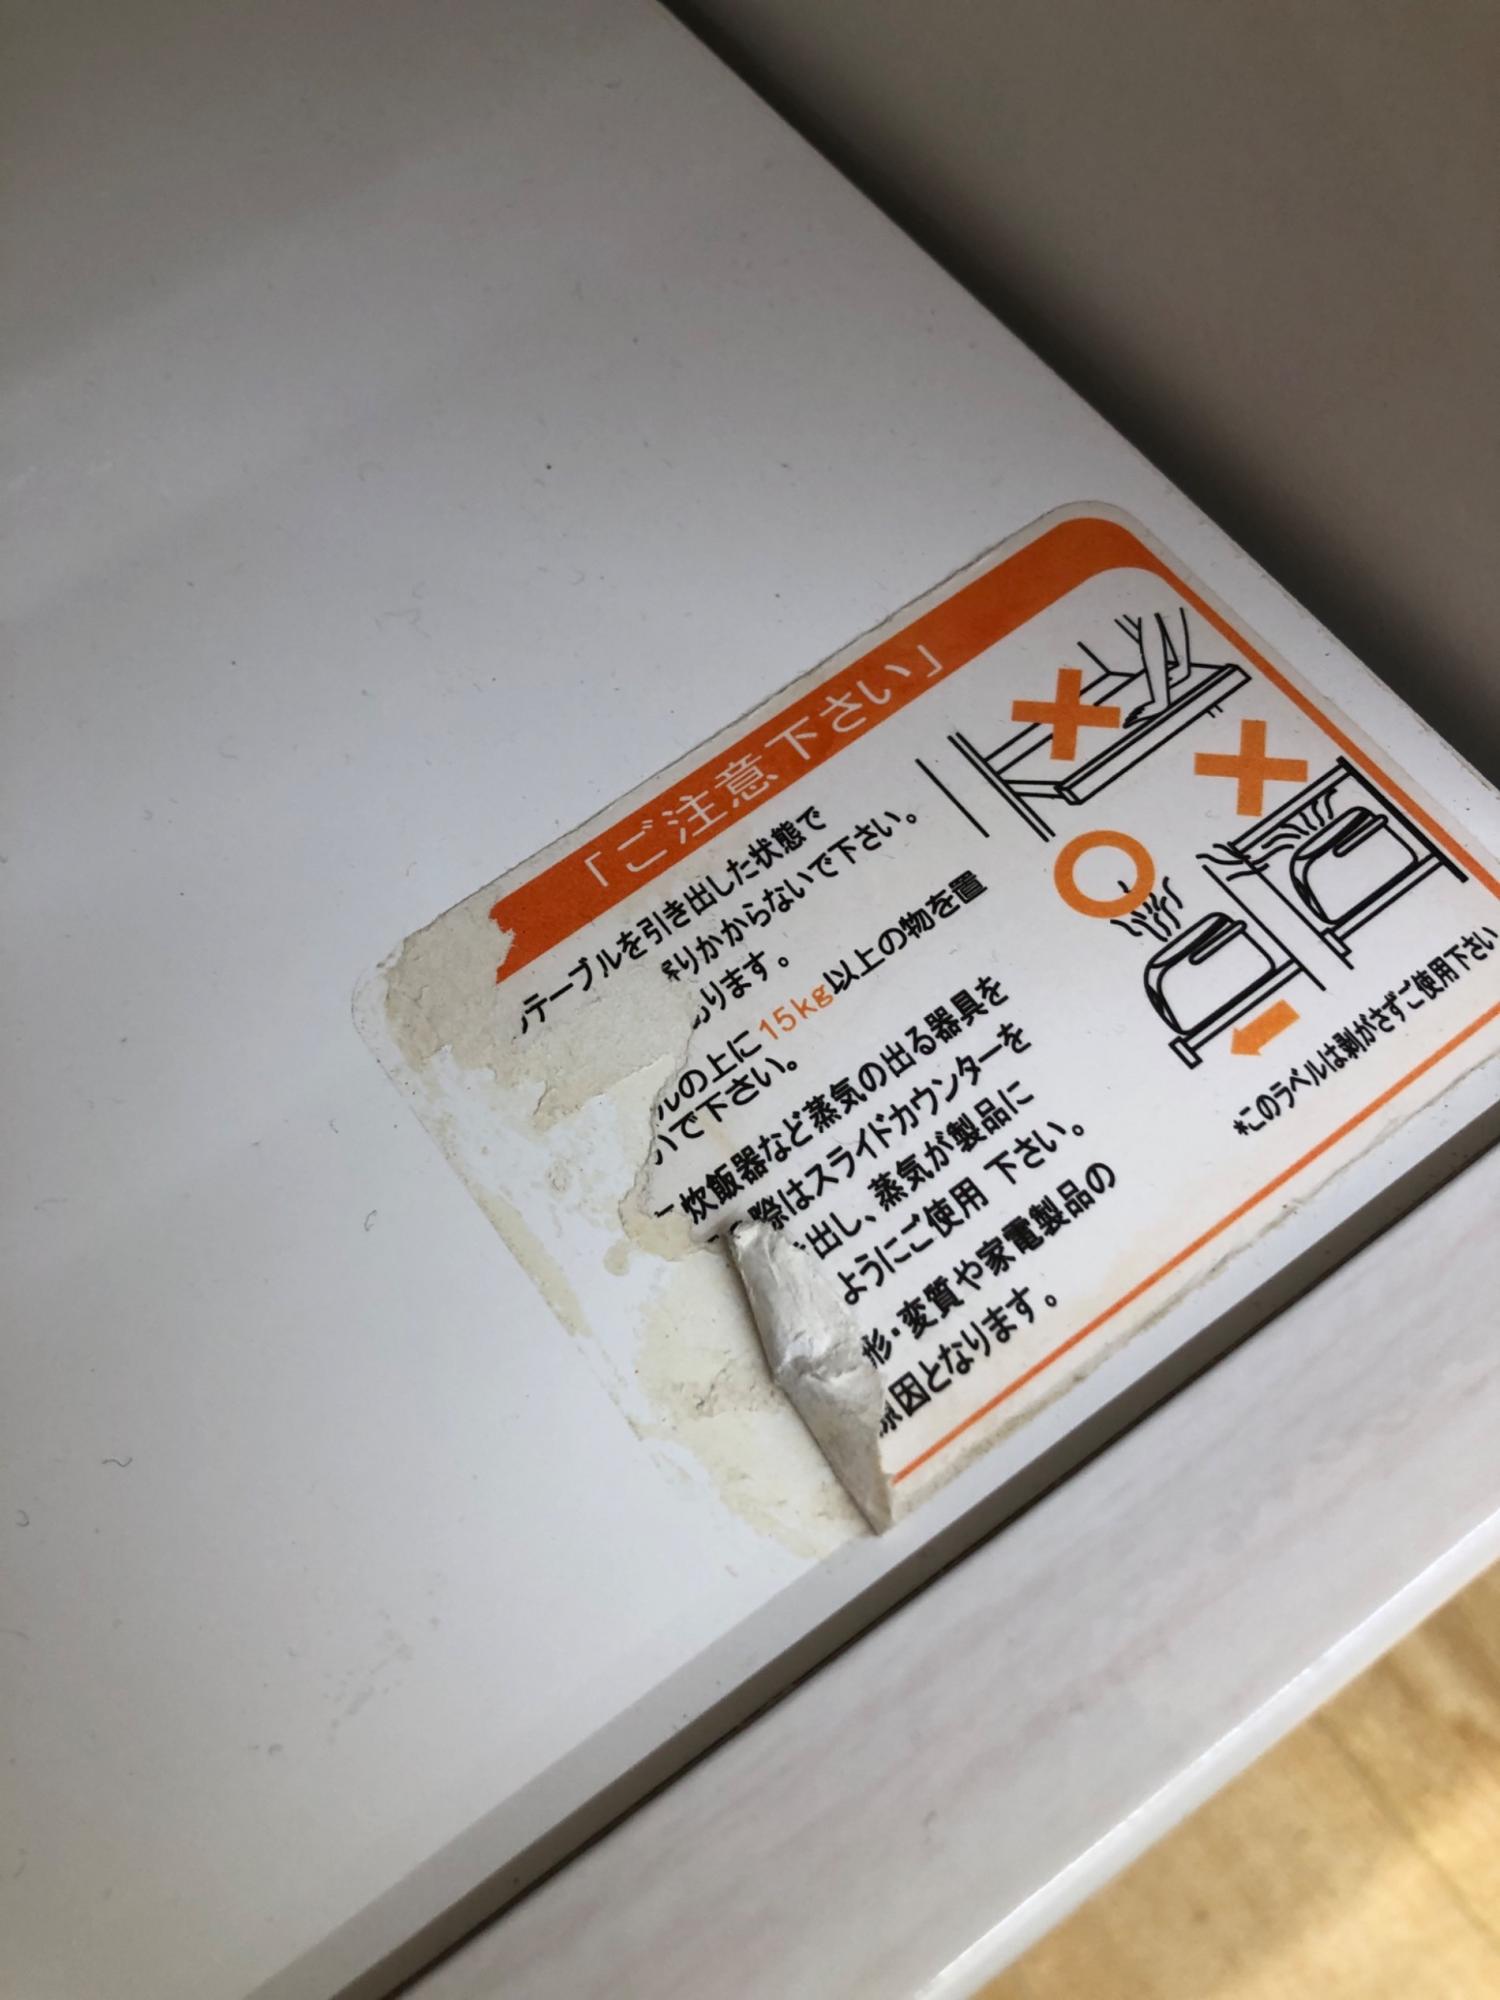 「ご注意下さい」
テーブルを引き出した状態で
りかからないで下さい。
ります。
ルの上に15kg以上の物を置
いで下さい。
炊飯器など蒸気の出る器具を
際はスライドカウンターを
出し、蒸気が製品に
ようにご使用 下さい。
形・変質や家電製品の
因となります。
*このラベルは剥がさずご使用下さい